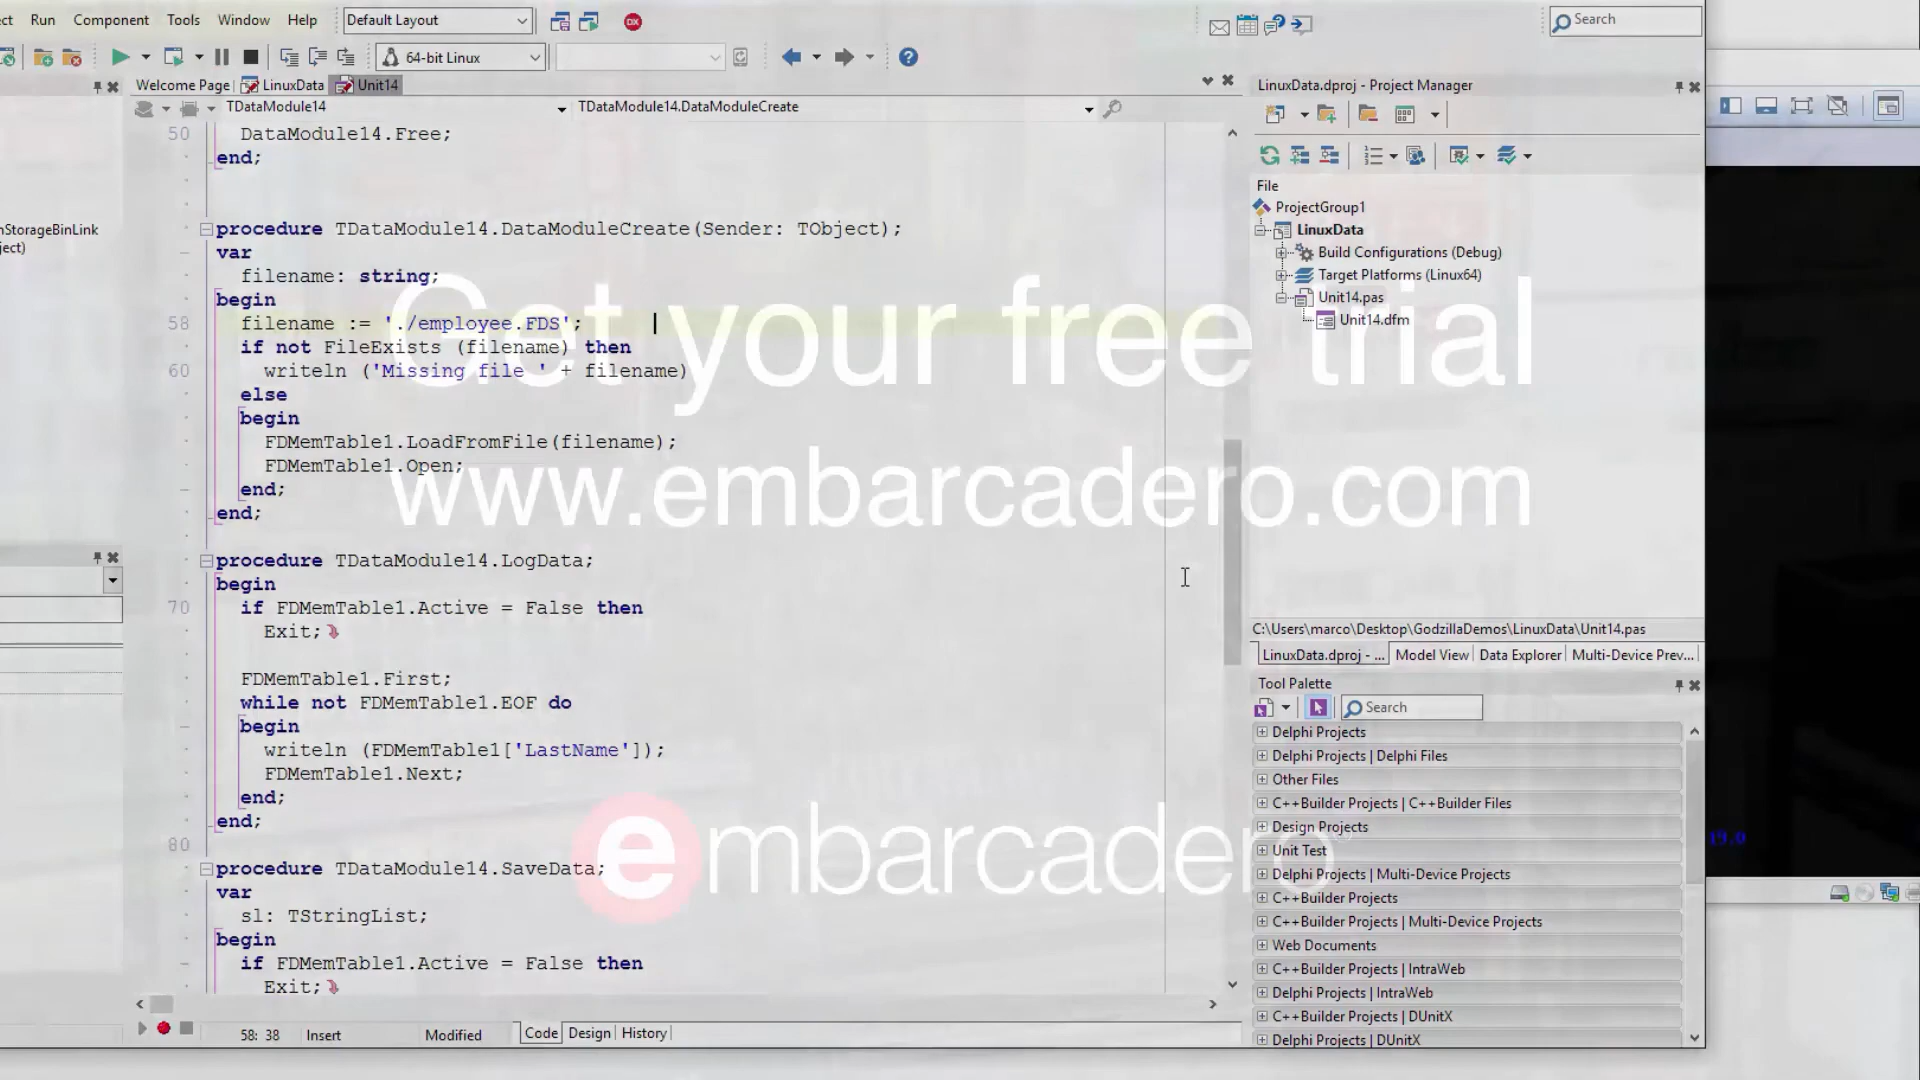 ct Run Component Tools Window Help Default Layout
Search
64-bit Linux
Welcome Page LinuxData Unit14
TDataModule14 TDataModule14.DataModuleCreate
nStorageBinLink
ject)
50 DataModule14.Free;
end;
procedure TDataModule14.DataModuleCreate(Sender: TObject);
var
filename: string;
begin
58 filename := './employee.FDS';
if not FileExists (filename) then
60 writeln ('Missing file ' + filename)
else
begin
FDMemTable1.LoadFromFile(filename);
FDMemTable1.Open;
end;
end;
procedure TDataModule14.LogData;
begin
70 if FDMemTable1.Active = False then
Exit;
FDMemTable1.First;
while not FDMemTable1.EOF do
begin
writeln (FDMemTable1['LastName']);
FDMemTable1.Next;
end;
end;
80
procedure TDataModule14.SaveData;
var
sl: TStringList;
begin
if FDMemTable1.Active = False then
Exit;
58: 38 Insert Modified Code Design History
Get your free trial
www.embarcadero.com
embarcadero
LinuxData.dproj - Project Manager
File
ProjectGroup1
LinuxData
Build Configurations (Debug)
Target Platforms (Linux64)
Unit14.pas
Unit14.dfm
C:\Users\marco\Desktop\GodzillaDemos\LinuxData\Unit14.pas
LinuxData.dproj - ... Model View Data Explorer Multi-Device Prev...
Tool Palette
Search
Delphi Projects
Delphi Projects | Delphi Files
Other Files
C++Builder Projects | C++Builder Files
Design Projects
Unit Test
Delphi Projects | Multi-Device Projects
C++Builder Projects
C++Builder Projects | Multi-Device Projects
Web Documents
C++Builder Projects | IntraWeb
Delphi Projects | IntraWeb
C++Builder Projects | DUnitX
Delphi Projects | DUnitX
19.0